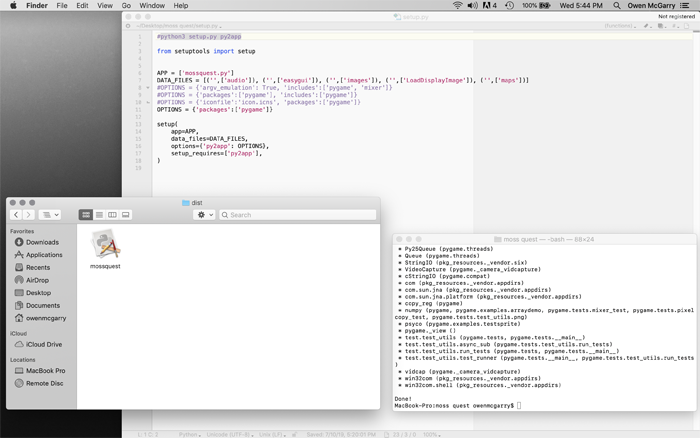 Finder File Edit View Go Window Help
4 100% Wed 5:44 PM Owen McGarry
setup.py
Not registered
~/Desktop/moss quest/setup.py
(functions)
1 #python3 setup.py py2app
2
3 from setuptools import setup
4
5
6 APP = ['mossquest.py']
7 DATA_FILES = [('',['audio']), ('',['easygui']), ('',['images']), ('',['LoadDisplayImage']), ('',['maps'])]
8 #OPTIONS = {'argv_emulation': True, 'includes':['pygame', 'mixer']}
9 #OPTIONS = {'packages':['pygame'], 'includes':['pygame']}
10 #OPTIONS = {'iconfile':'icon.icns', 'packages':['pygame']}
11 OPTIONS = {'packages':['pygame']}
12
13 setup(
14 app=APP,
15 data_files=DATA_FILES,
16 options={'py2app': OPTIONS},
17 setup_requires=['py2app'],
18 )
19
dist
Search
Favorites
Downloads
Applications
Recents
AirDrop
Desktop
Documents
owenmcgarry
iCloud
iCloud Drive
Locations
MacBook Pro
Remote Disc
mossquest
moss quest — -bash — 88×24
* Py25Queue (pygame.threads)
* Queue (pygame.threads)
* StringIO (pkg_resources._vendor.six)
* VideoCapture (pygame._camera_vidcapture)
* cStringIO (pygame.compat)
* com (pkg_resources._vendor.appdirs)
* com.sun.jna (pkg_resources._vendor.appdirs)
* com.sun.jna.platform (pkg_resources._vendor.appdirs)
* copy_reg (pygame)
* numpy (pygame, pygame.examples.arraydemo, pygame.tests.mixer_test, pygame.tests.pixel
copy_test, pygame.tests.test_utils.png)
* psyco (pygame.examples.testsprite)
* pygame._view ()
* test.test_utils (pygame.tests, pygame.tests.__main__)
* test.test_utils.async_sub (pygame.tests.test_utils.run_tests)
* test.test_utils.run_tests (pygame.tests, pygame.tests.__main__)
* test.test_utils.test_runner (pygame.tests.__main__, pygame.tests.test_utils.run_tests
)
* vidcap (pygame._camera_vidcapture)
* win32com (pkg_resources._vendor.appdirs)
* win32com.shell (pkg_resources._vendor.appdirs)
Done!
MacBook-Pro:moss quest owenmcgarry$
L: 1 C: 2 Python Unicode (UTF-8) Unix (LF) Saved: 7/18/18, 5:20:01 PM 100%